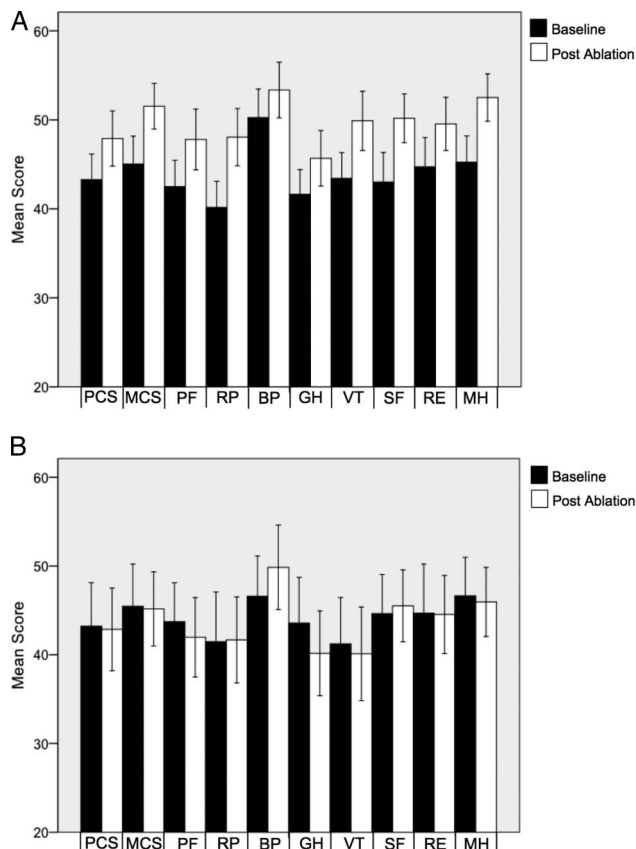 A
60
50
40
30
20
Mean Score
PCS MCS PF RP BP GH VT SF RE MH
Baseline
Post Ablation
B
60
50
40
30
20
Mean Score
PCS MCS PF RP BP GH VT SF RE MH
Baseline
Post Ablation